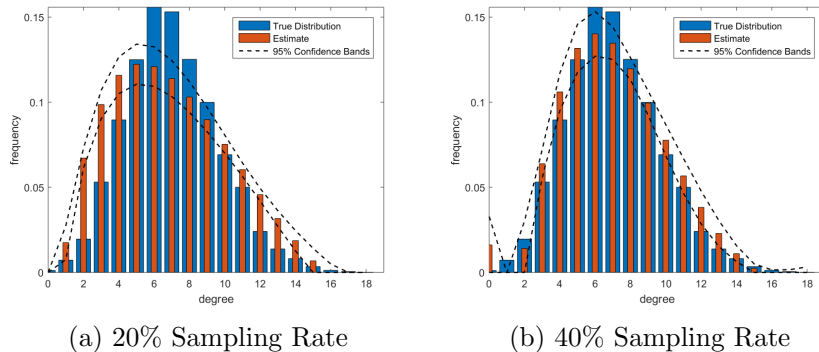 0.15
0.1
0.05
0
frequency
0 2 4 6 8 10 12 14 16 18
degree
True Distribution
Estimate
95% Confidence Bands
(a) 20% Sampling Rate
0.15
0.1
0.05
0
frequency
0 2 4 6 8 10 12 14 16 18
degree
True Distribution
Estimate
95% Confidence Bands
(b) 40% Sampling Rate